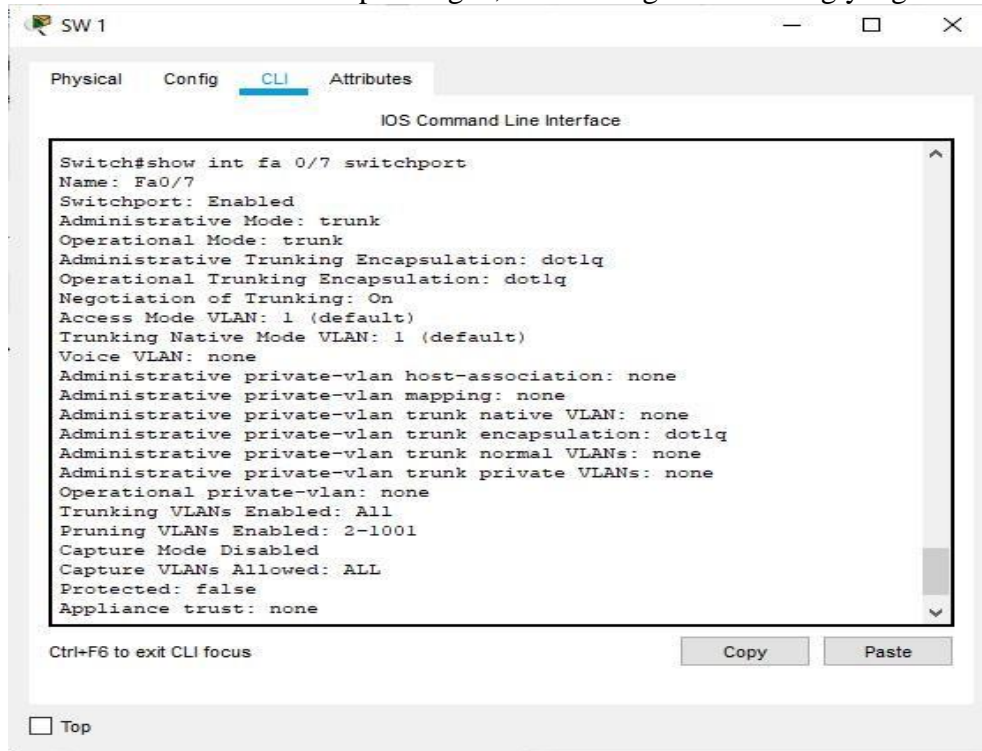 SW 1
Physical Config CLI Attributes
IOS Command Line Interface
Switch#show int fa 0/7 switchport
Name: Fa0/7
Switchport: Enabled
Administrative Mode: trunk
Operational Mode: trunk
Administrative Trunking Encapsulation: dot1q
Operational Trunking Encapsulation: dot1q
Negotiation of Trunking: On
Access Mode VLAN: 1 (default)
Trunking Native Mode VLAN: 1 (default)
Voice VLAN: none
Administrative private-vlan host-association: none
Administrative private-vlan mapping: none
Administrative private-vlan trunk native VLAN: none
Administrative private-vlan trunk encapsulation: dot1q
Administrative private-vlan trunk normal VLANs: none
Administrative private-vlan trunk private VLANs: none
Operational private-vlan: none
Trunking VLANs Enabled: All
Pruning VLANs Enabled: 2-1001
Capture Mode Disabled
Capture VLANs Allowed: ALL
Protected: false
Appliance trust: none
Ctrl+F6 to exit CLI focus Copy Paste
Top